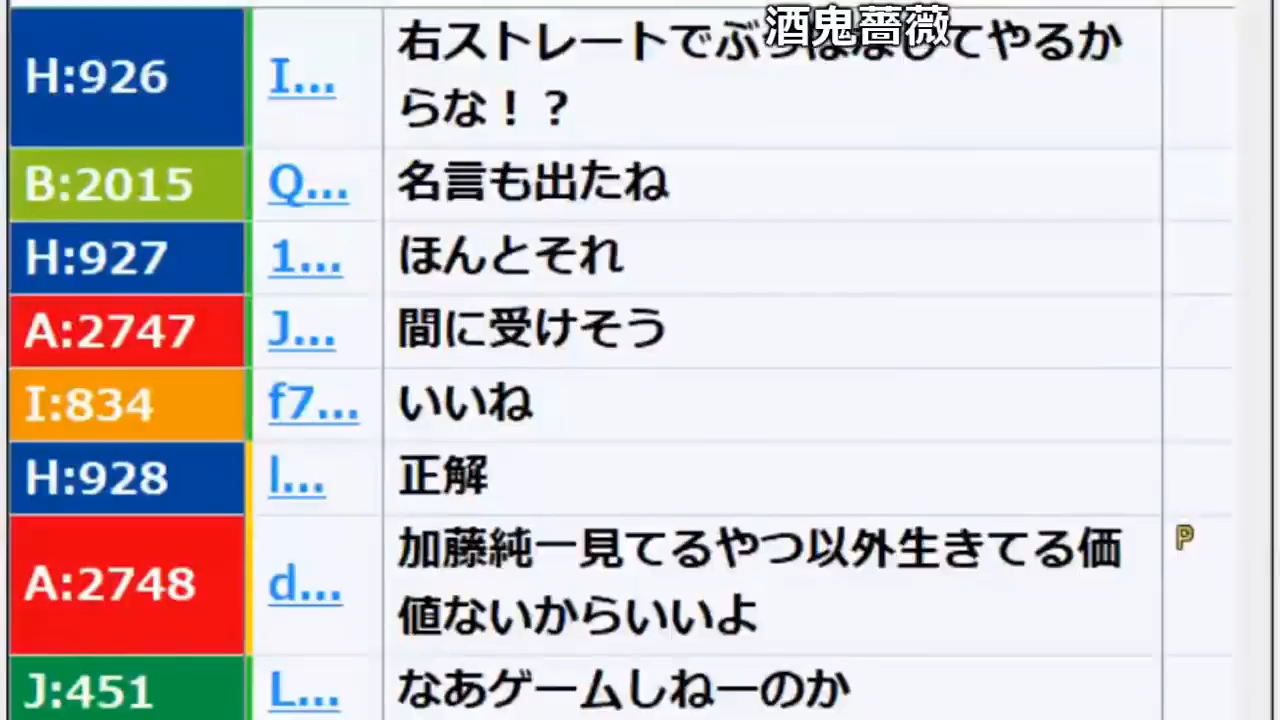 酒鬼薔薇
H:926 I... 右ストレートでぶっぱなしてやるか
らな！？
B:2015 Q... 名言も出たね
H:927 1... ほんとそれ
A:2747 J... 間に受けそう
I:834 f7... いいね
H:928 l... 正解
A:2748 d... 加藤純一見てるやつ以外生きてる価 P
値ないからいいよ
J:451 L... なあゲームしねーのか